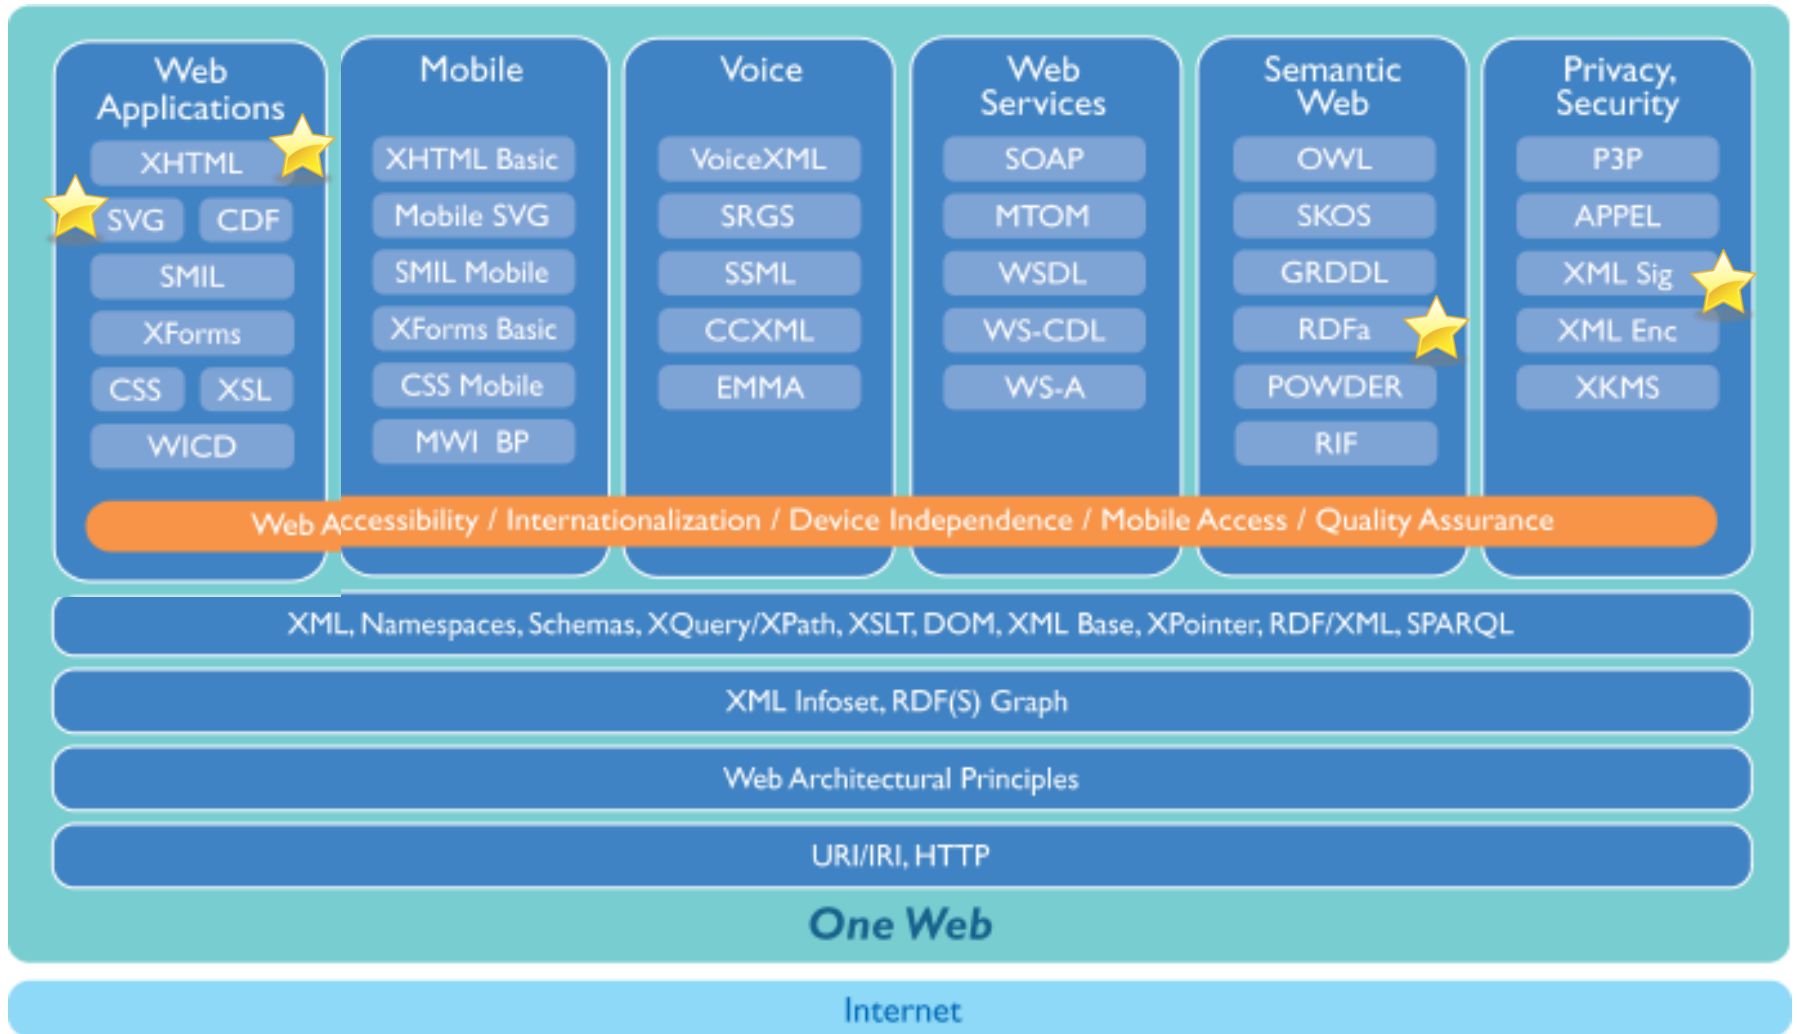 Web
Applications
XHTML
SVG
CDF
SMIL
XForms
CSS
XSL
WICD
Mobile
XHTML Basic
Mobile SVG
SMIL Mobile
XForms Basic
CSS Mobile
MWI BP
Voice
VoiceXML
SRGS
SSML
CCXML
EMMA
Web
Services
SOAP
MTOM
WSDL
WS-CDL
WS-A
Semantic
Web
OWL
SKOS
GRDDL
RDFa
POWDER
RIF
Privacy,
Security
P3P
APPEL
XML Sig
XML Enc
XKMS
Web Accessibility / Internationalization / Device Independence / Mobile Access / Quality Assurance
XML, Namespaces, Schemas, XQuery/XPath, XSLT, DOM, XML Base, XPointer, RDF/XML, SPARQL
XML Infoset, RDF(S) Graph
Web Architectural Principles
URI/IRI, HTTP
One Web
Internet